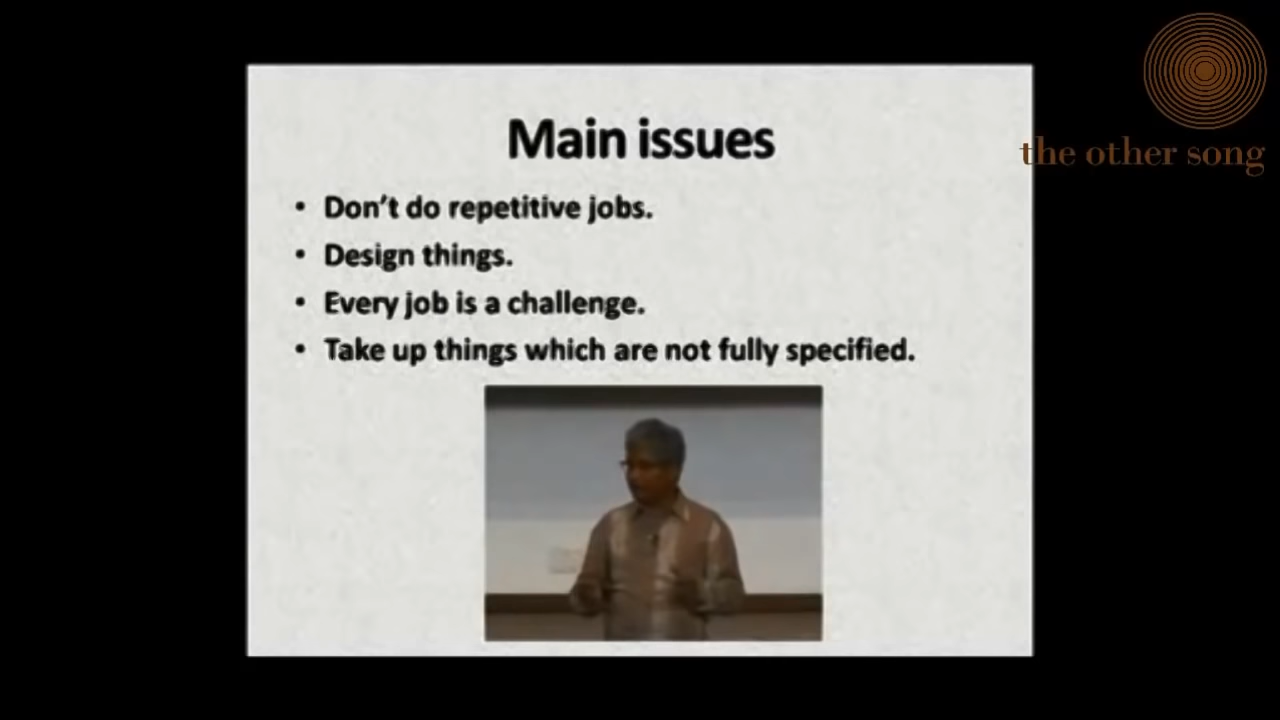 the other song
Main issues
• Don't do repetitive jobs.
• Design things.
• Every job is a challenge.
• Take up things which are not fully specified.